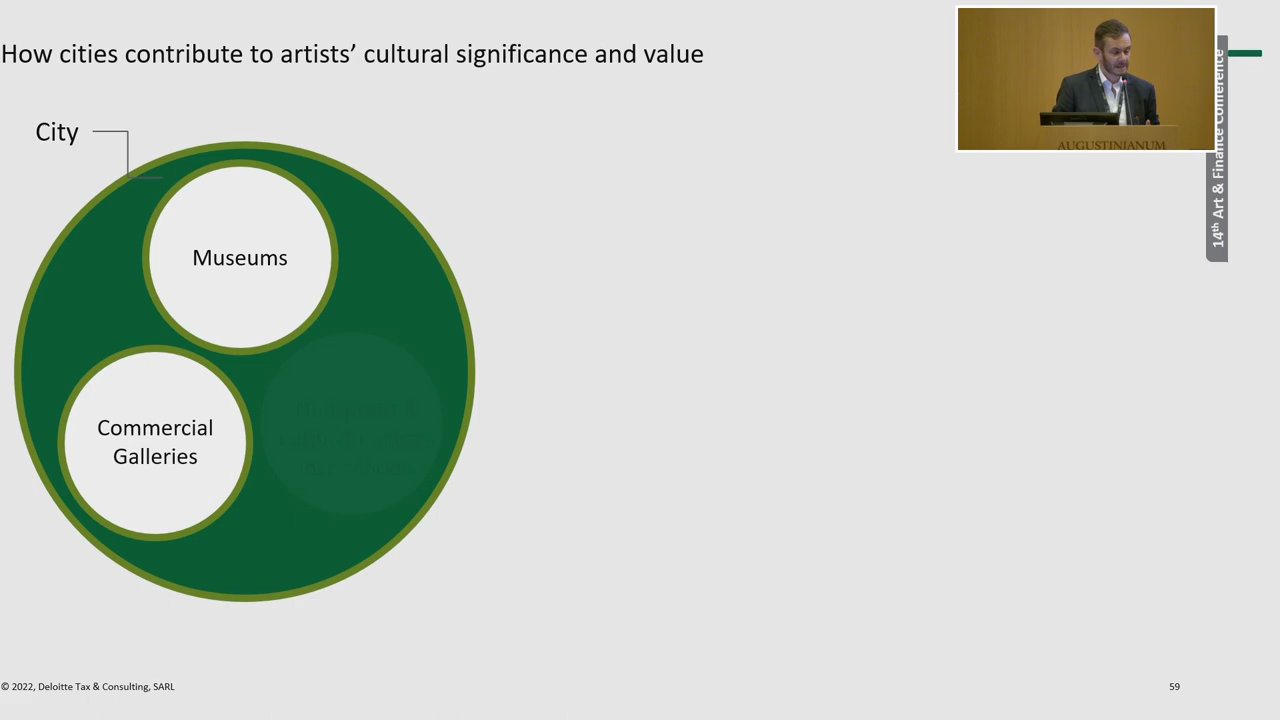 How cities contribute to artists’ cultural significance and value
City
Museums
Commercial
Galleries
AUGUSTINIANUM
14th Art & Finance Conference
© 2022, Deloitte Tax & Consulting, SARL
59